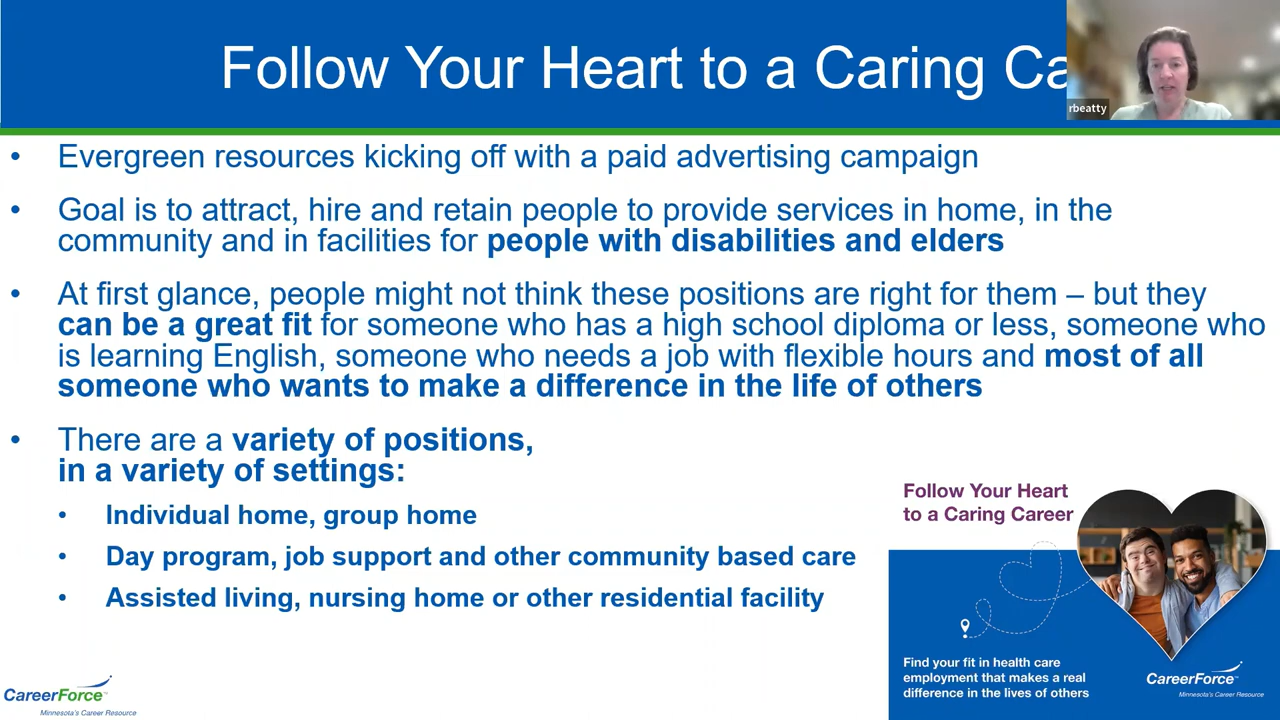 Follow Your Heart to a Caring Ca
rbeatty
• Evergreen resources kicking off with a paid advertising campaign
• Goal is to attract, hire and retain people to provide services in home, in the
community and in facilities for people with disabilities and elders
• At first glance, people might not think these positions are right for them – but they
can be a great fit for someone who has a high school diploma or less, someone who
is learning English, someone who needs a job with flexible hours and most of all
someone who wants to make a difference in the life of others
• There are a variety of positions,
in a variety of settings:
• Individual home, group home
• Day program, job support and other community based care
• Assisted living, nursing home or other residential facility
Follow Your Heart
to a Caring Career
Find your fit in health care
employment that makes a real
difference in the lives of others
CareerForce™
Minnesota's Career Resource
CareerForce™
Minnesota's Career Resource